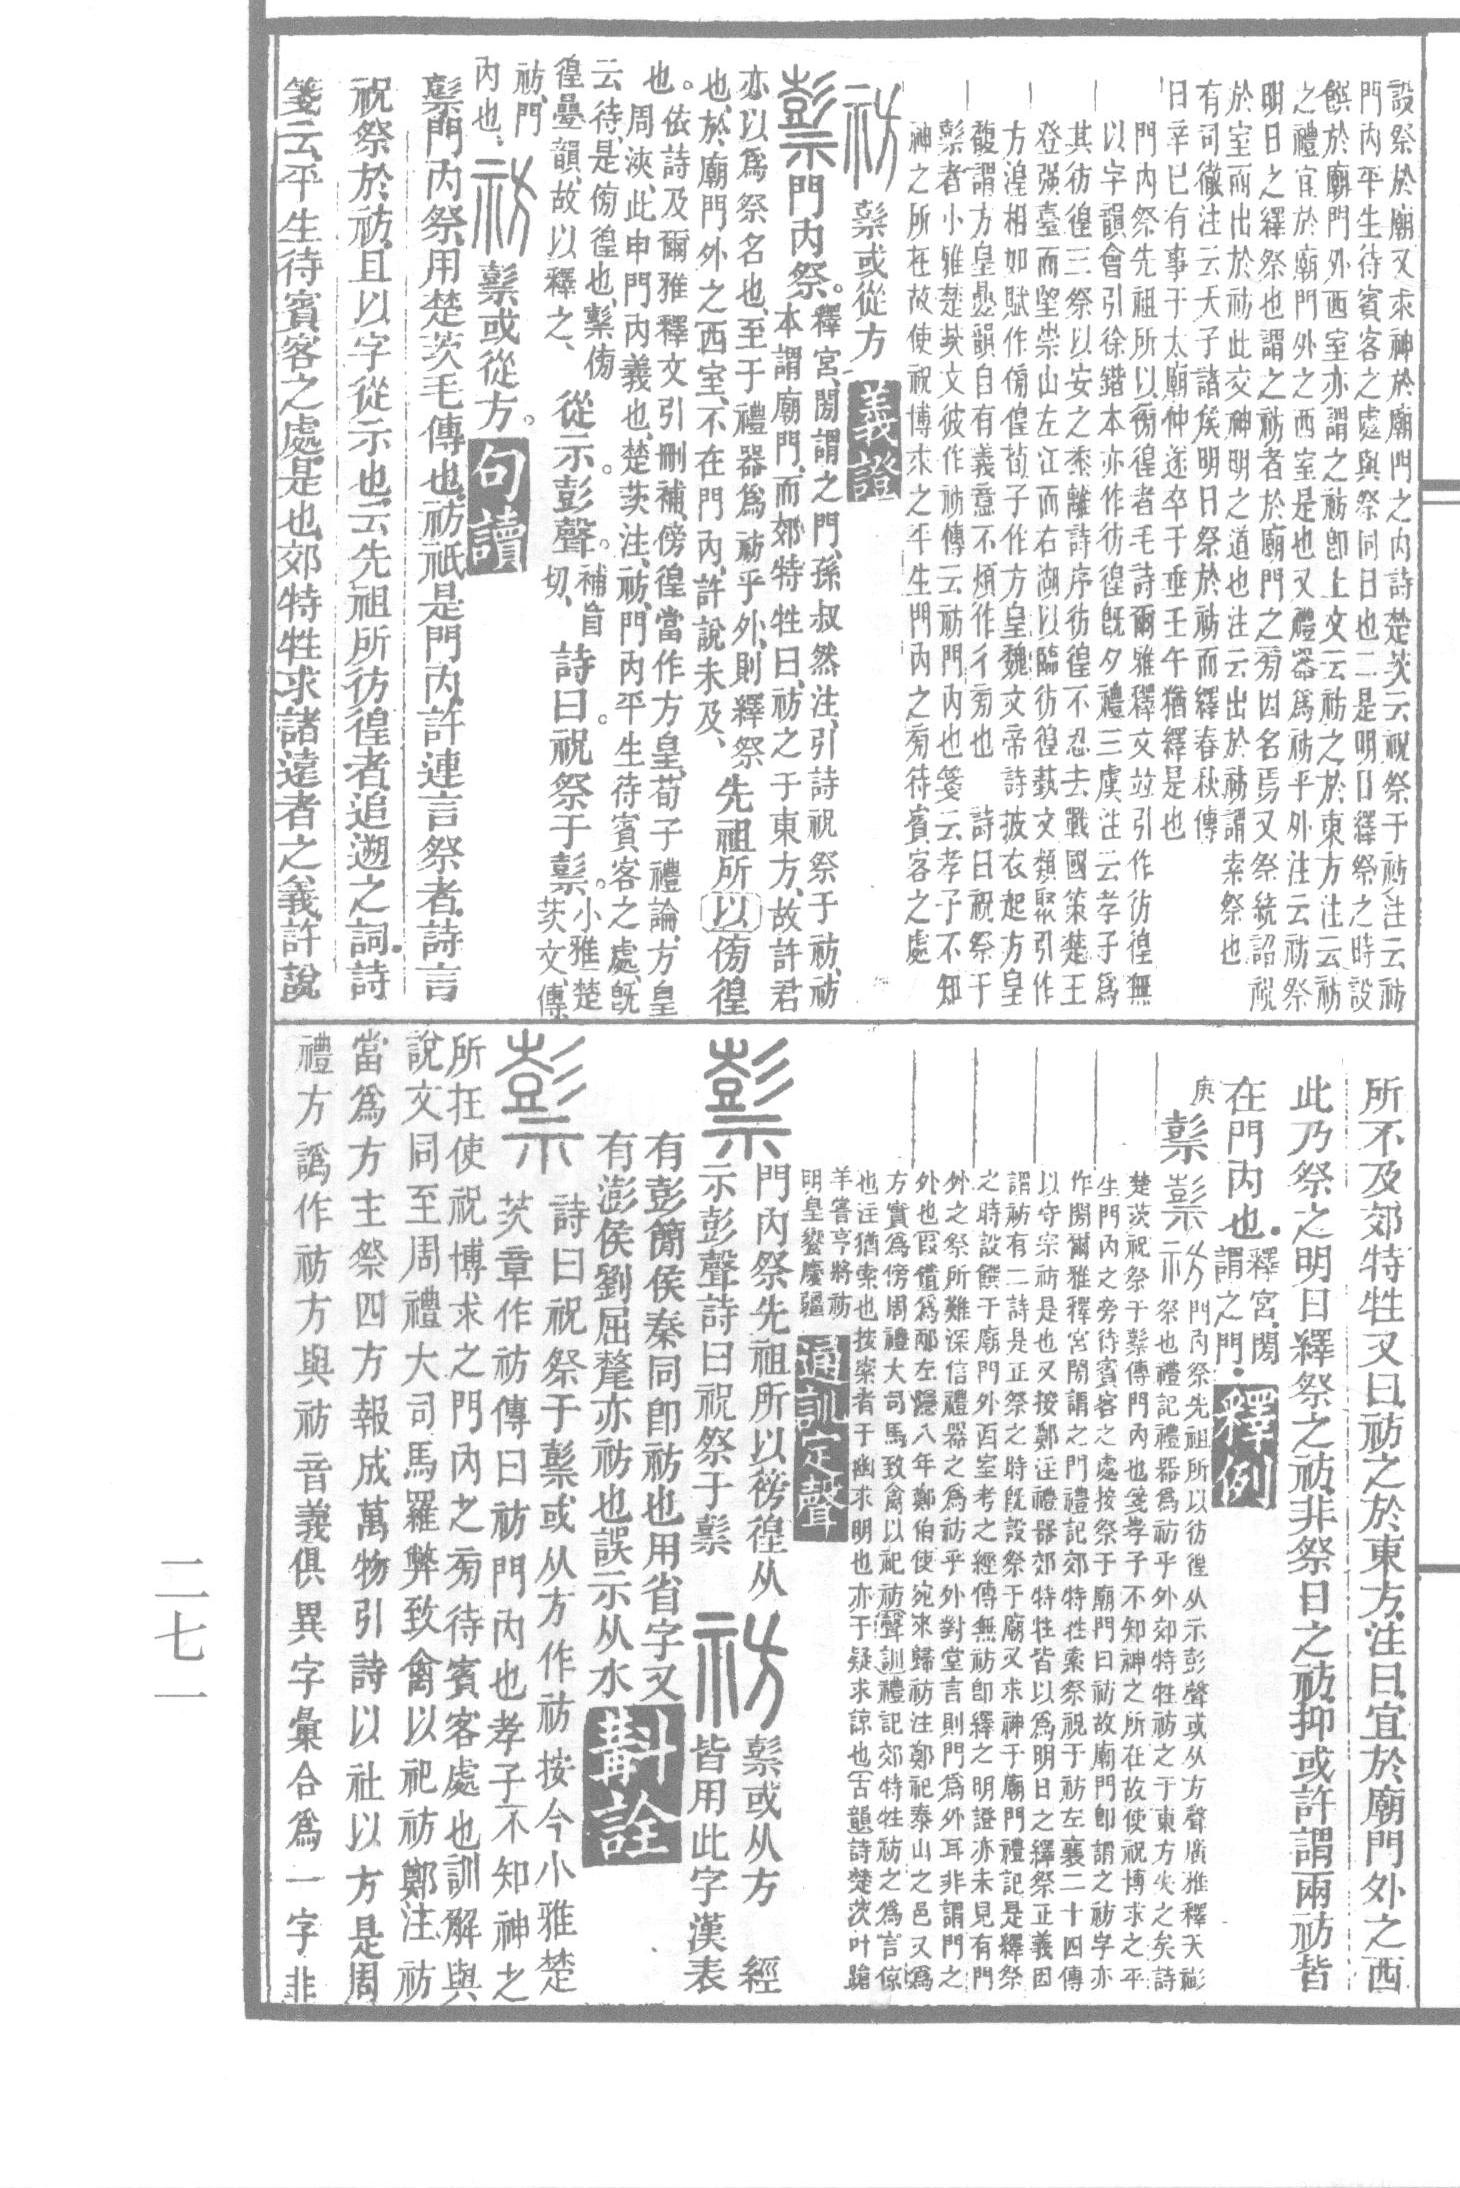 設祭於廟又求神於廟門之內詩楚茨云祝祭于祊注云祊
門內平生待賓客之處與祭同日也二是明日繹祭之時設
饌於廟門外西室亦謂之祊卽上文云祊之於東方注云祊
之禮宜於廟門外之西室是也又禮器爲祊乎外注云祊祭
明日之繹祭也謂之祊者於廟門之旁因名焉又祭統詔祝
於室而出於祊此交神明之道也注云出於祊謂索祭也
有司徹注云天子諸侯明日祭於祊而繹春秋傳
曰辛巳有事于太廟仲遂卒于垂壬午猶繹是也
門內祭先祖所以徬徨者毛詩爾雅釋文竝引作彷徨無
以字韻會引徐鍇本亦作彷徨旣夕禮三虞注云孝子爲
其彷徨三祭以安之黍離詩序彷徨不忍去戰國策楚王
登强臺而望崇山左江而右湖以臨彷徨藝文類聚引作
方湟相如賦作傍偟荀子作方皇魏文帝詩披衣起方皇
馥謂方皇疊韻自有義意不煩作彳旁也　詩曰祝祭于
䰷者小雅楚茨文彼作祊傳云祊門內也箋云孝子不知
神之所在故使祝博求之平生門內之旁待賓客之處
祊 䰷或從方 義證
䰷門內祭。釋宮、閍謂之門、孫叔然注、引詩祝祭于祊、祊
本謂廟門、而郊特牲曰、祊之于東方、故許君
亦以爲祭名也、至于禮器爲祊乎外、則繹祭
也、於廟門外之西室、不在門內、許說未及、先祖所以傍徨
也。依詩及爾雅釋文引刪補、傍徨當作方皇、荀子禮論、方皇
周浹、此申門內義也、楚茨注、祊、門內平生待賓客之處、旣
云待、是傍徨也、䰷傍
徨疊韻、故以釋之、從示。彭聲。補盲切、詩曰。祝祭于䰷。小雅楚茨文、傳
祊、門
內也、祊 䰷或從方。句讀
䰷門內祭、用楚茨毛傳也、祊祇是門內、許連言祭者、詩言
祝祭於祊、且以字從示也、云先祖所彷徨者、追遡之詞、詩
箋云、平生待賓客之處、是也、郊特牲、求諸遠者之義、許說
所不及、郊特牲又曰、祊之於東方、注曰、宜於廟門外之西
此乃祭之明日繹祭之祊、非祭日之祊、抑或許謂兩祊皆
在門內也。釋宮、閍謂之門。釋例
庚
䰷 祊 門內祭先祖所以彷徨从示彭聲或从方聲廣雅釋天
祭也禮記禮器爲祊乎外郊特牲祊之于東方失之矣詩
楚茨祝祭于䰷傳門內也箋孝子不知神之所在故使祝博求之平
生門內之旁待賓客之處按祭于廟門曰祊故廟門卽謂之祊字亦
作閍爾雅釋宮閍謂之門禮記郊特牲索祭祝于祊左襄二十四傳
以守宗祊是也又按鄭注禮器郊特牲皆以爲明日之繹祭正義因
謂祊有二詩是正祭之時旣設祭于廟又求神于廟門禮記是繹祭
之時設饌于廟門外西室考之經傳無祊卽繹之明證亦未見有門
外之祭所難深信禮器之爲祊乎外對堂言則門爲外耳非謂門之
外也叚借爲邴左隱八年鄭伯使宛來歸祊注鄭祀泰山之邑又爲
方實爲傍周禮大司馬致禽以祀祊聲訓禮記郊特牲祊之爲言倞
也注猶索也按索者于幽求明也亦于疑求諒也古韻詩楚茨叶蹌
羊嘗亨將祊
明皇饗慶疆 通訓定聲
䰷 門內祭先祖所以徬徨从
示彭聲詩曰祝祭于䰷 祊 䰷或从方　經
皆用此字漢表
有彭簡侯秦同卽祊也用省字又
有澎侯劉屈氂亦祊也誤示从水 斠詮
䰷 詩曰祝祭于䰷或从方作祊按今小雅楚
茨章作祊傳曰祊門內也孝子不知神之
所在使祝博求之門內之旁待賓客處也訓解與
說文同至周禮大司馬羅弊致禽以祀祊鄭注祊
當爲方主祭四方報成萬物引詩以社以方是周
禮方譌作祊方與祊音義俱異字彙合爲一字非
二七一